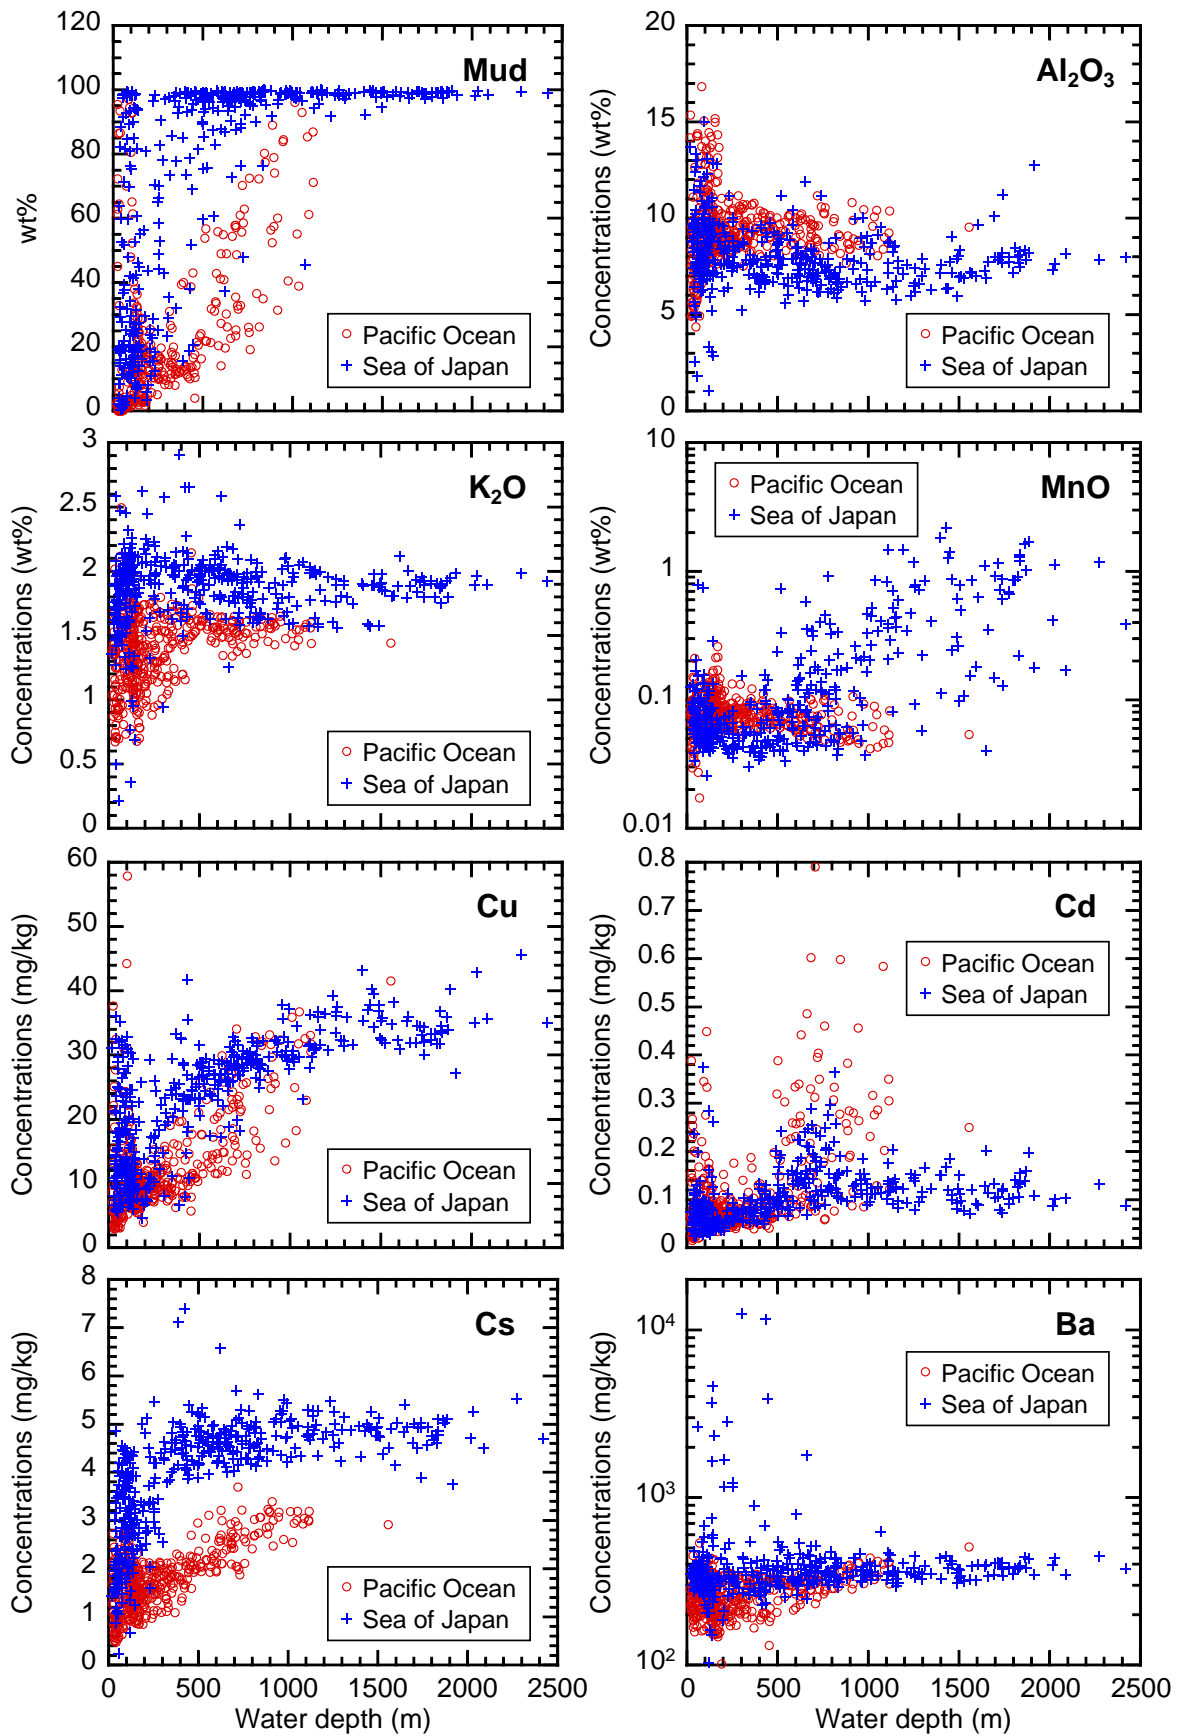 120
100
80
60
40
20
0
wt%
Mud
Pacific Ocean
Sea of Japan
20
15
10
5
0
Concentrations (wt%)
Al₂O₃
Pacific Ocean
Sea of Japan
3
2.5
2
1.5
1
0.5
0
Concentrations (wt%)
K₂O
Pacific Ocean
Sea of Japan
10
1
0.1
0.01
Concentrations (wt%)
MnO
Pacific Ocean
Sea of Japan
60
50
40
30
20
10
0
Concentrations (mg/kg)
Cu
Pacific Ocean
Sea of Japan
0.8
0.7
0.6
0.5
0.4
0.3
0.2
0.1
0
Concentrations (mg/kg)
Cd
Pacific Ocean
Sea of Japan
8
7
6
5
4
3
2
1
0
Concentrations (mg/kg)
Cs
Pacific Ocean
Sea of Japan
0 500 1000 1500 2000 2500
Water depth (m)
10⁴
10³
10²
Concentrations (mg/kg)
Ba
Pacific Ocean
Sea of Japan
0 500 1000 1500 2000 2500
Water depth (m)